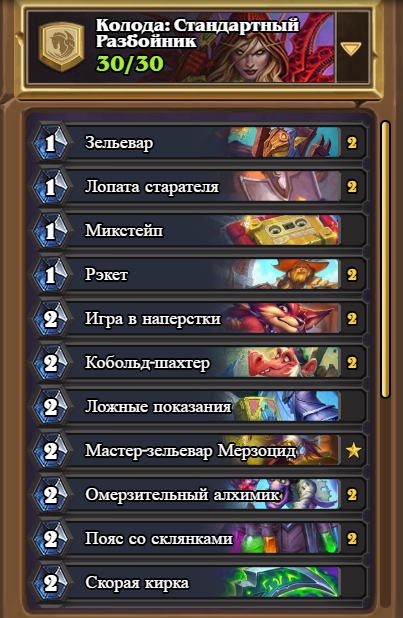 Колода: Стандартный
Разбойник
30/30
1 Зельевар 2
1 Лопата старателя 2
1 Микстейп
1 Рэкет 2
2 Игра в наперстки 2
2 Кобольд-шахтер 2
2 Ложные показания
2 Мастер-зельевар Мерзоцид
2 Омерзительный алхимик 2
2 Пояс со склянками 2
2 Скорая кирка